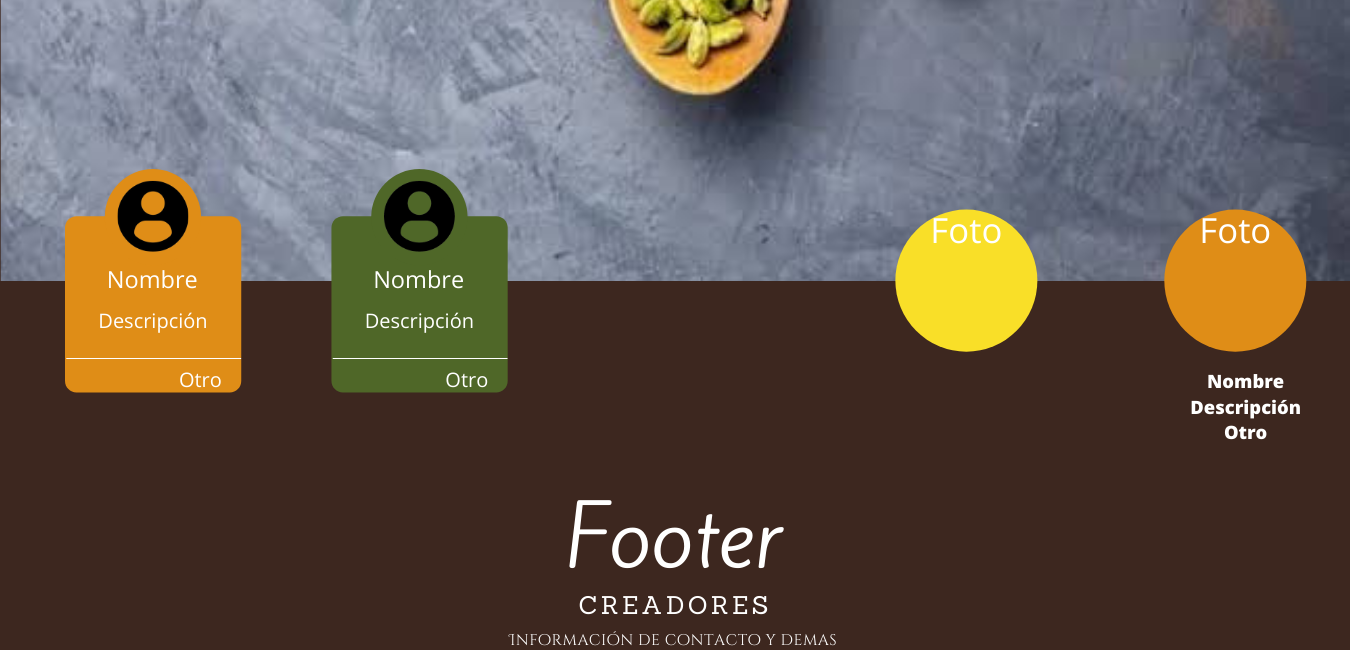 Nombre
Descripción
Otro
Nombre
Descripción
Otro
Foto
Foto
Nombre
Descripción
Otro
Footer
CREADORES
INFORMACIÓN DE CONTACTO Y DEMAS